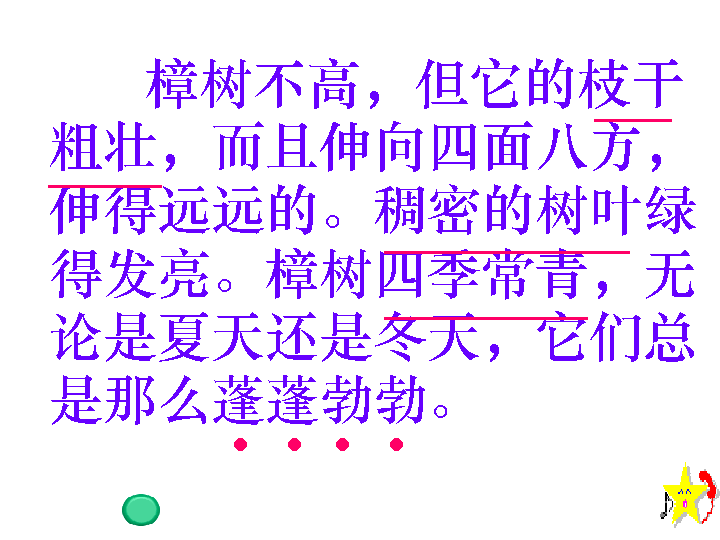 樟树不高，但它的枝干
粗壮，而且伸向四面八方，
伸得远远的。稠密的树叶绿
得发亮。樟树四季常青，无
论是夏天还是冬天，它们总
是那么蓬蓬勃勃。